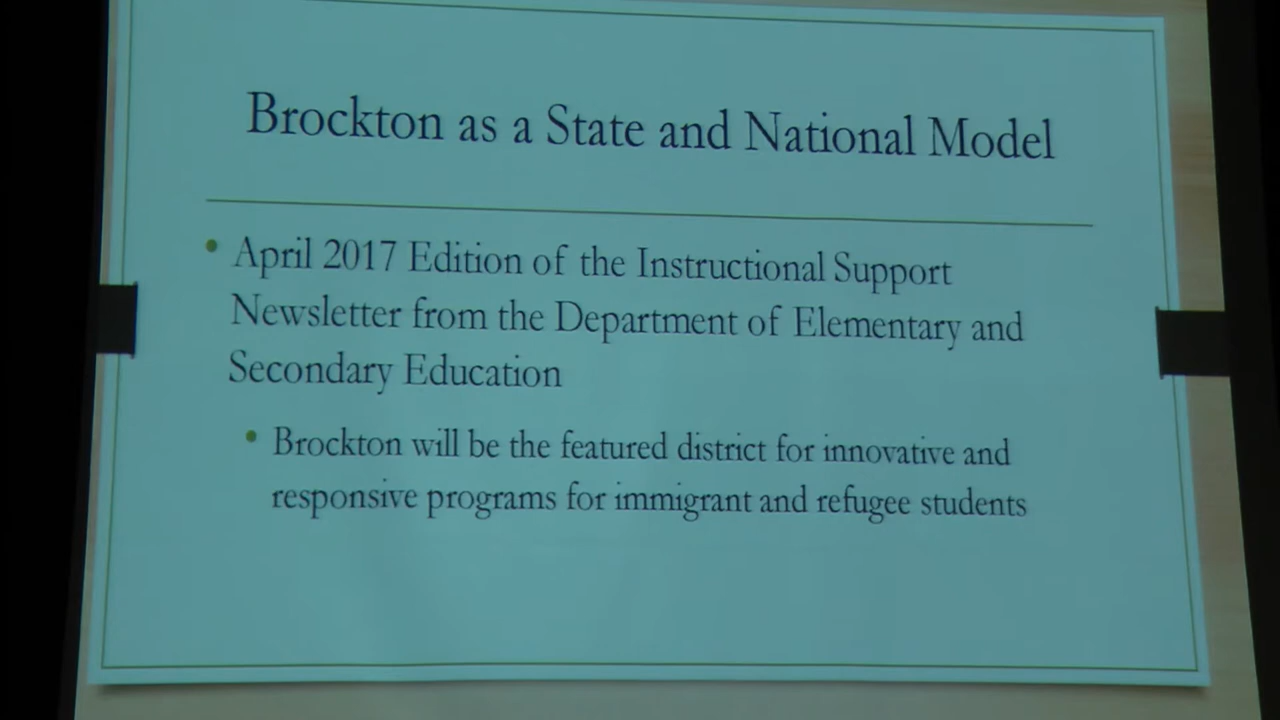 Brockton as a State and National Model
• April 2017 Edition of the Instructional Support
Newsletter from the Department of Elementary and
Secondary Education
• Brockton will be the featured district for innovative and
responsive programs for immigrant and refugee students